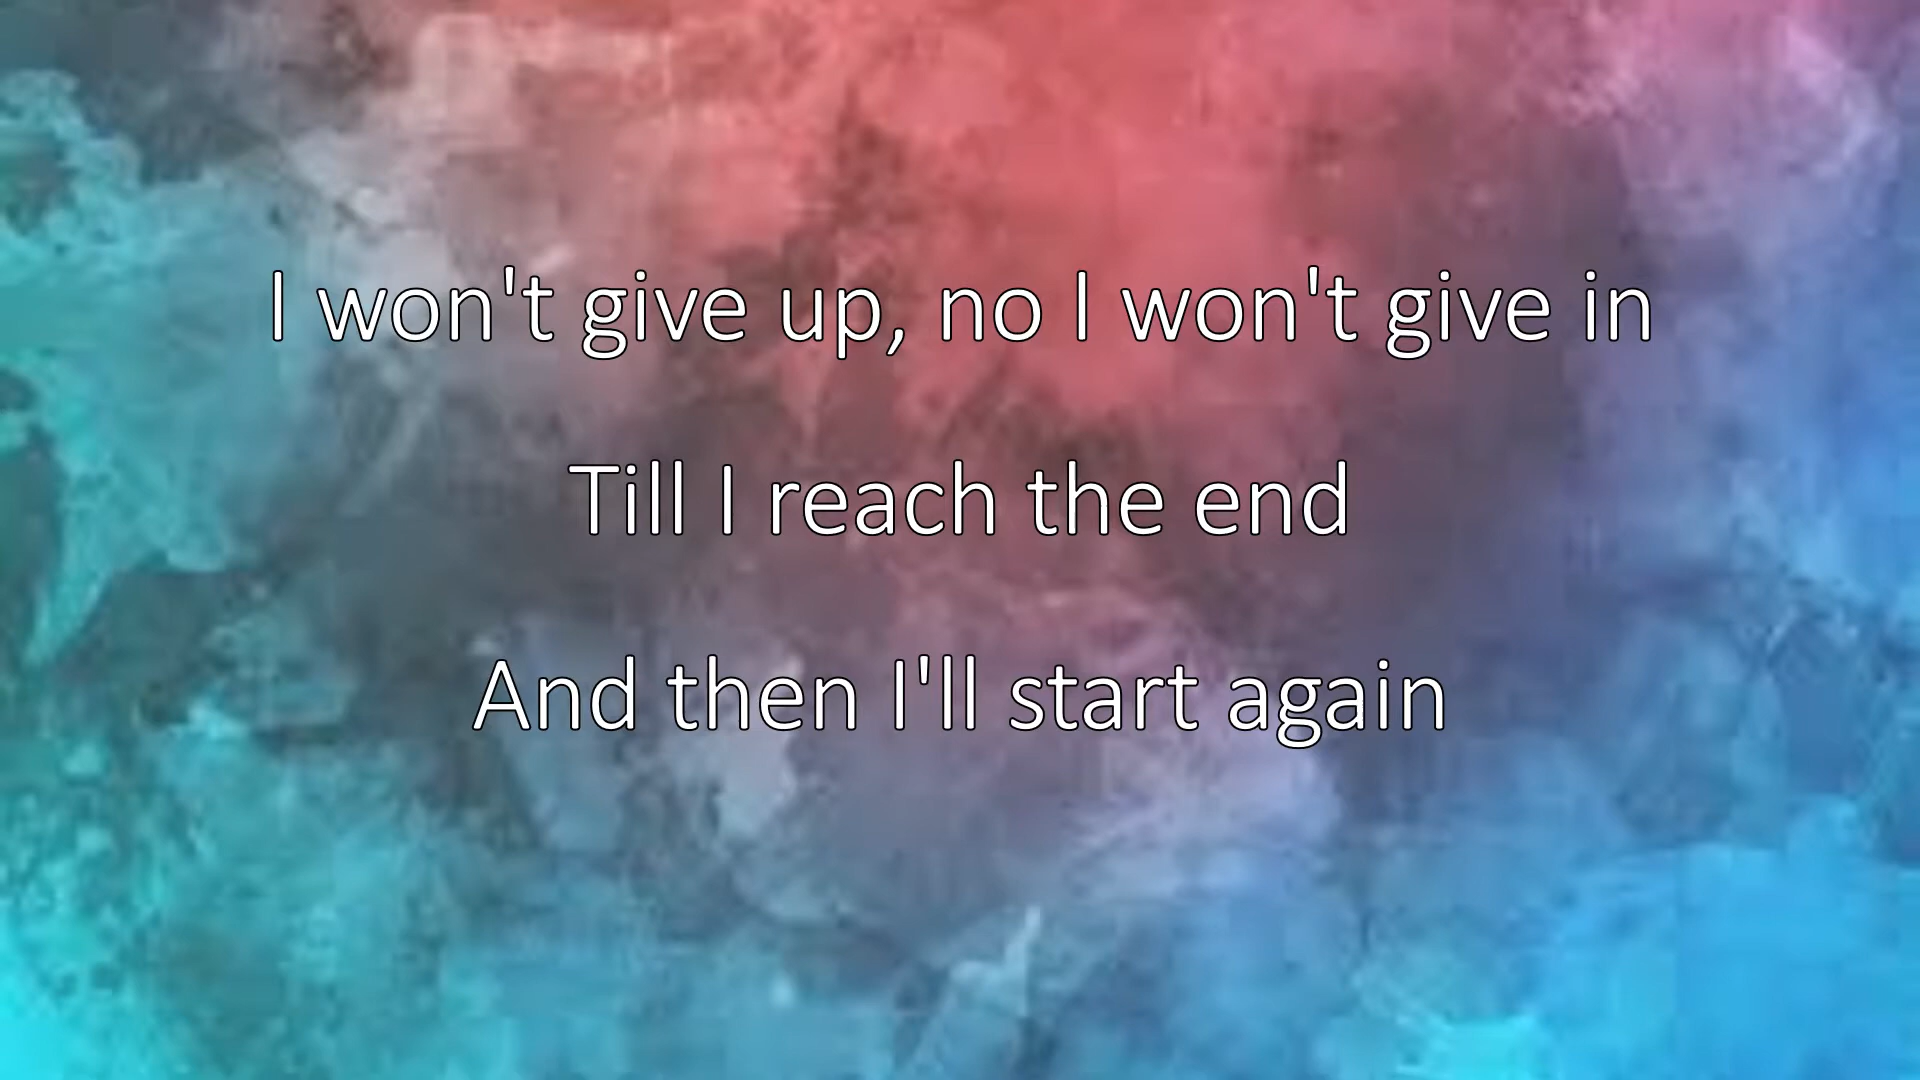 I won't give up, no I won't give in
Till I reach the end
And then I'll start again